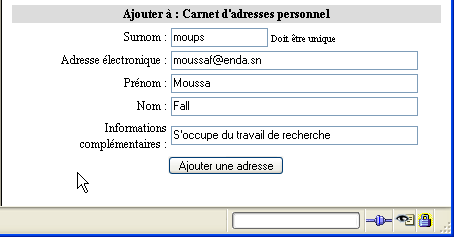 Ajouter à : Carnet d'adresses personnel
Surnom : moups Doit être unique
Adresse électronique : moussaf@enda.sn
Prénom : Moussa
Nom : Fall
Informations
complémentaires : S'occupe du travail de recherche
Ajouter une adresse